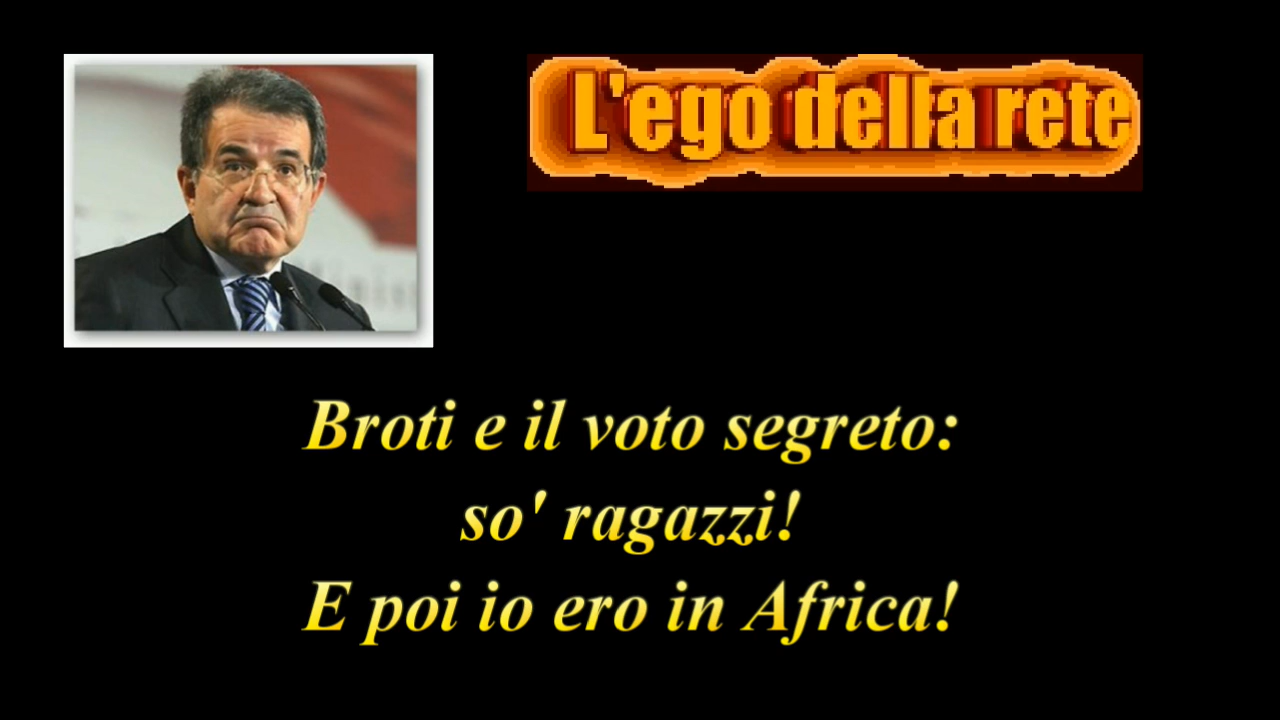 L'ego della rete
Broti e il voto segreto:
so' ragazzi!
E poi io ero in Africa!